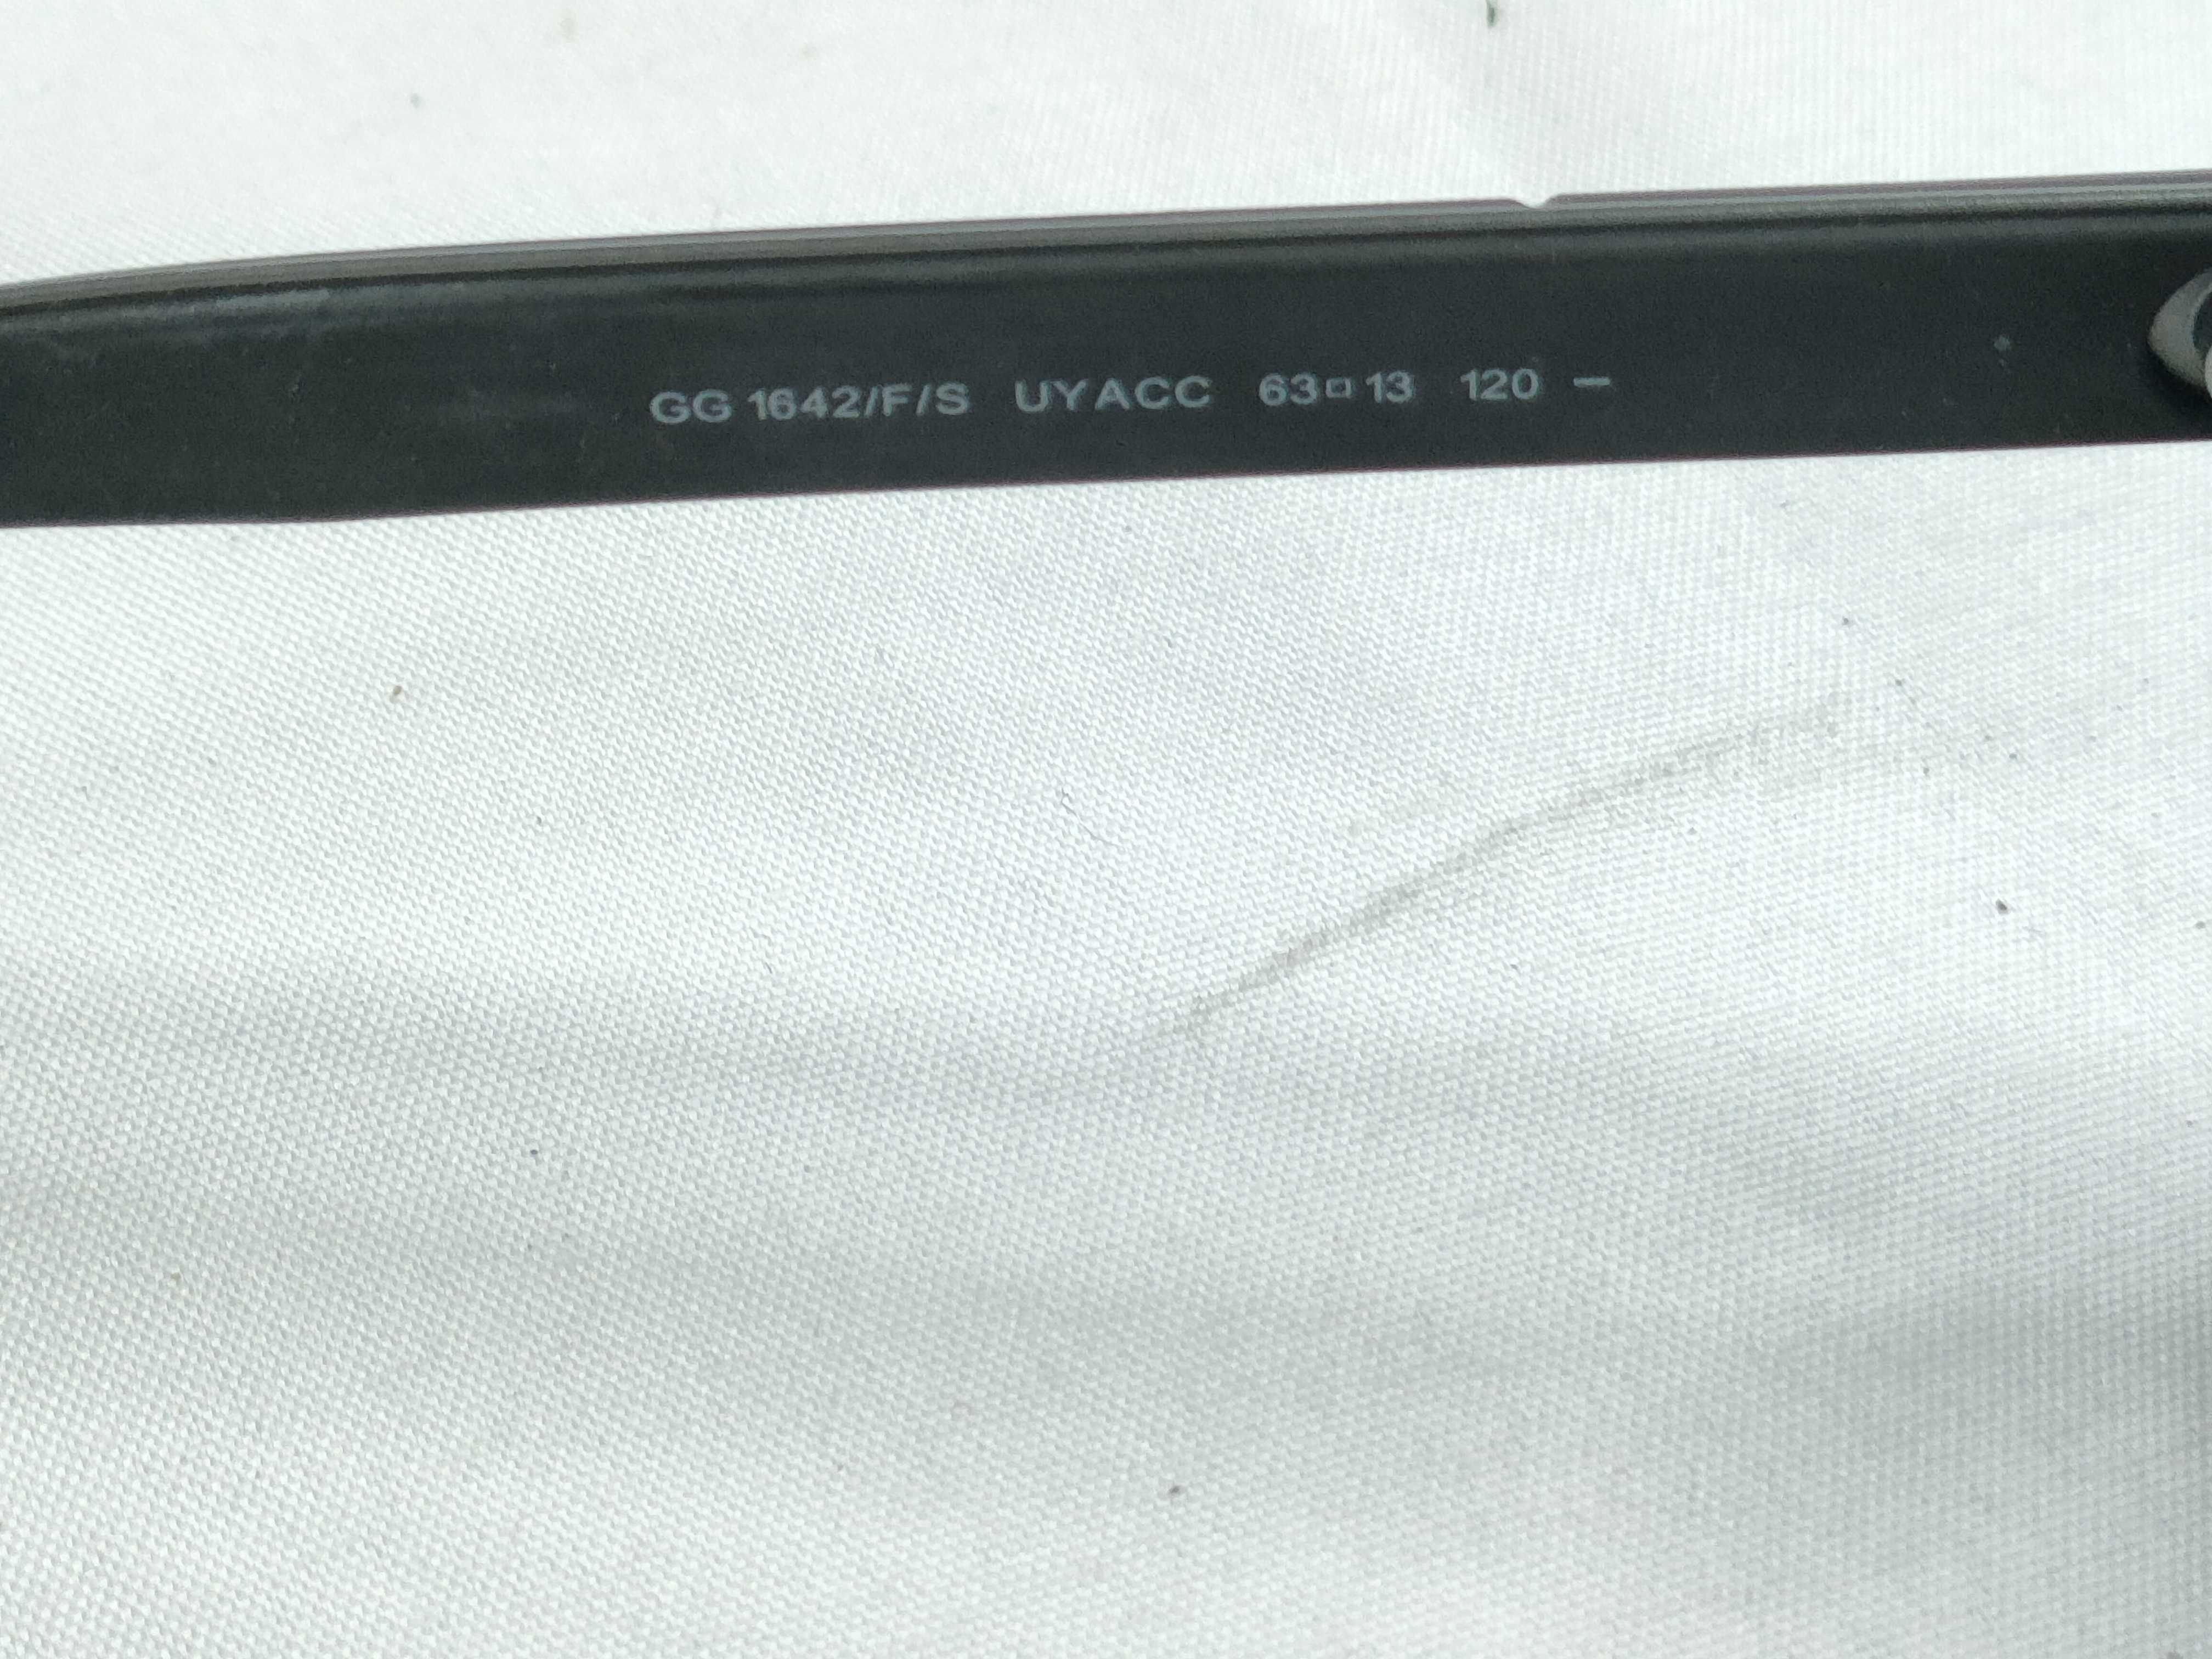 GG 1642/F/S UYACC 63□13 120 –